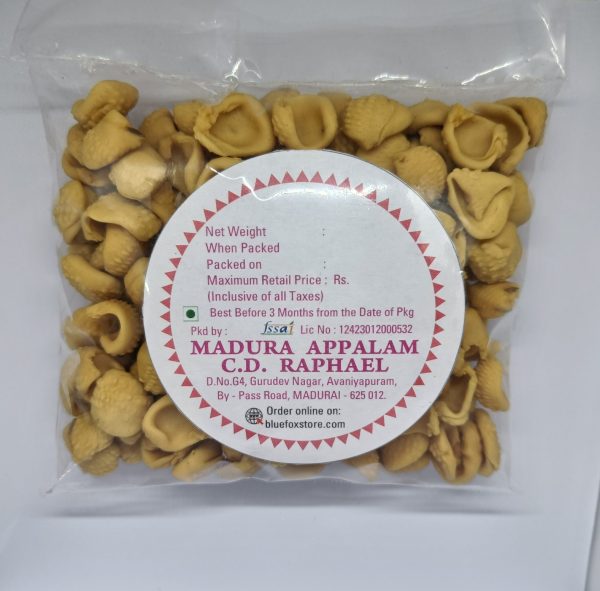 Net Weight :
When Packed
Packed on :
Maximum Retail Price : Rs.
(Inclusive of all Taxes)
Best Before 3 Months from the Date of Pkg
Pkd by : fssai Lic No : 12423012000532
MADURA APPALAM
C.D. RAPHAEL
D.No.G4, Gurudev Nagar, Avaniyapuram,
By - Pass Road, MADURAI - 625 012.
Order online on:
bluefoxstore.com